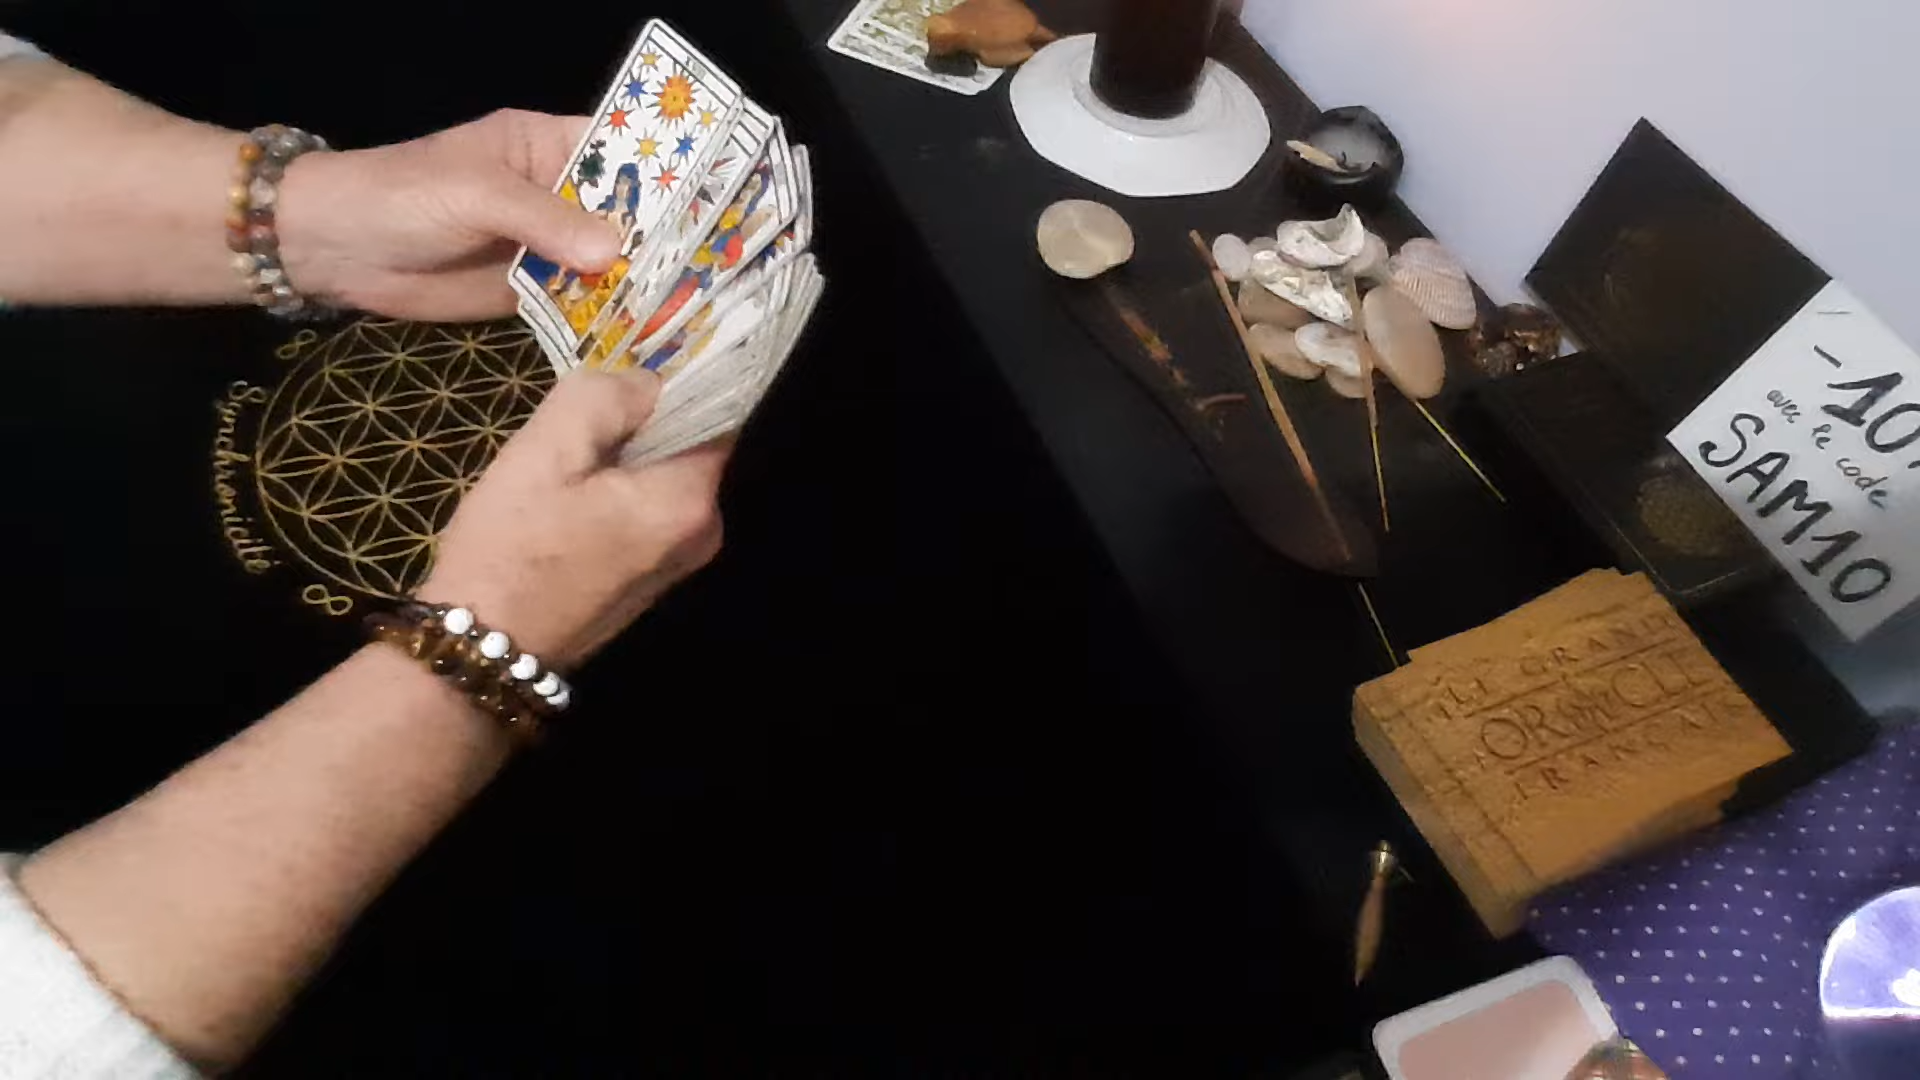 Synchronicité
-10
avec le code
SAM10
LE GRAND
ORACLE
FRANÇAIS